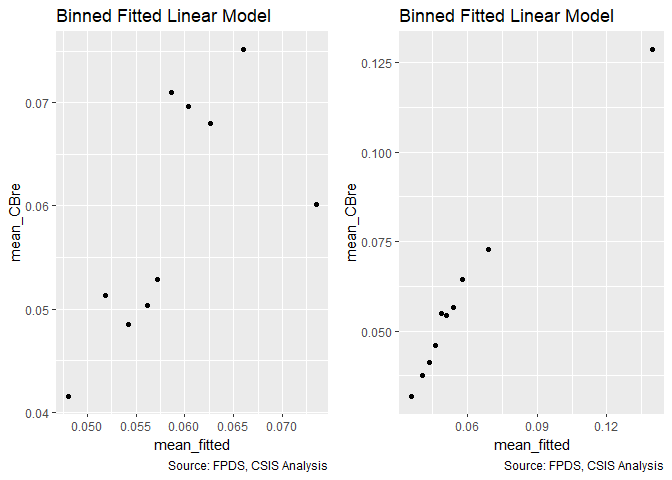 Binned Fitted Linear Model
mean_CBre
0.07
0.06
0.05
0.04
0.050
0.055
0.060
0.065
0.070
mean_fitted
Source: FPDS, CSIS Analysis
Binned Fitted Linear Model
mean_CBre
0.125
0.100
0.075
0.050
0.06
0.09
0.12
mean_fitted
Source: FPDS, CSIS Analysis